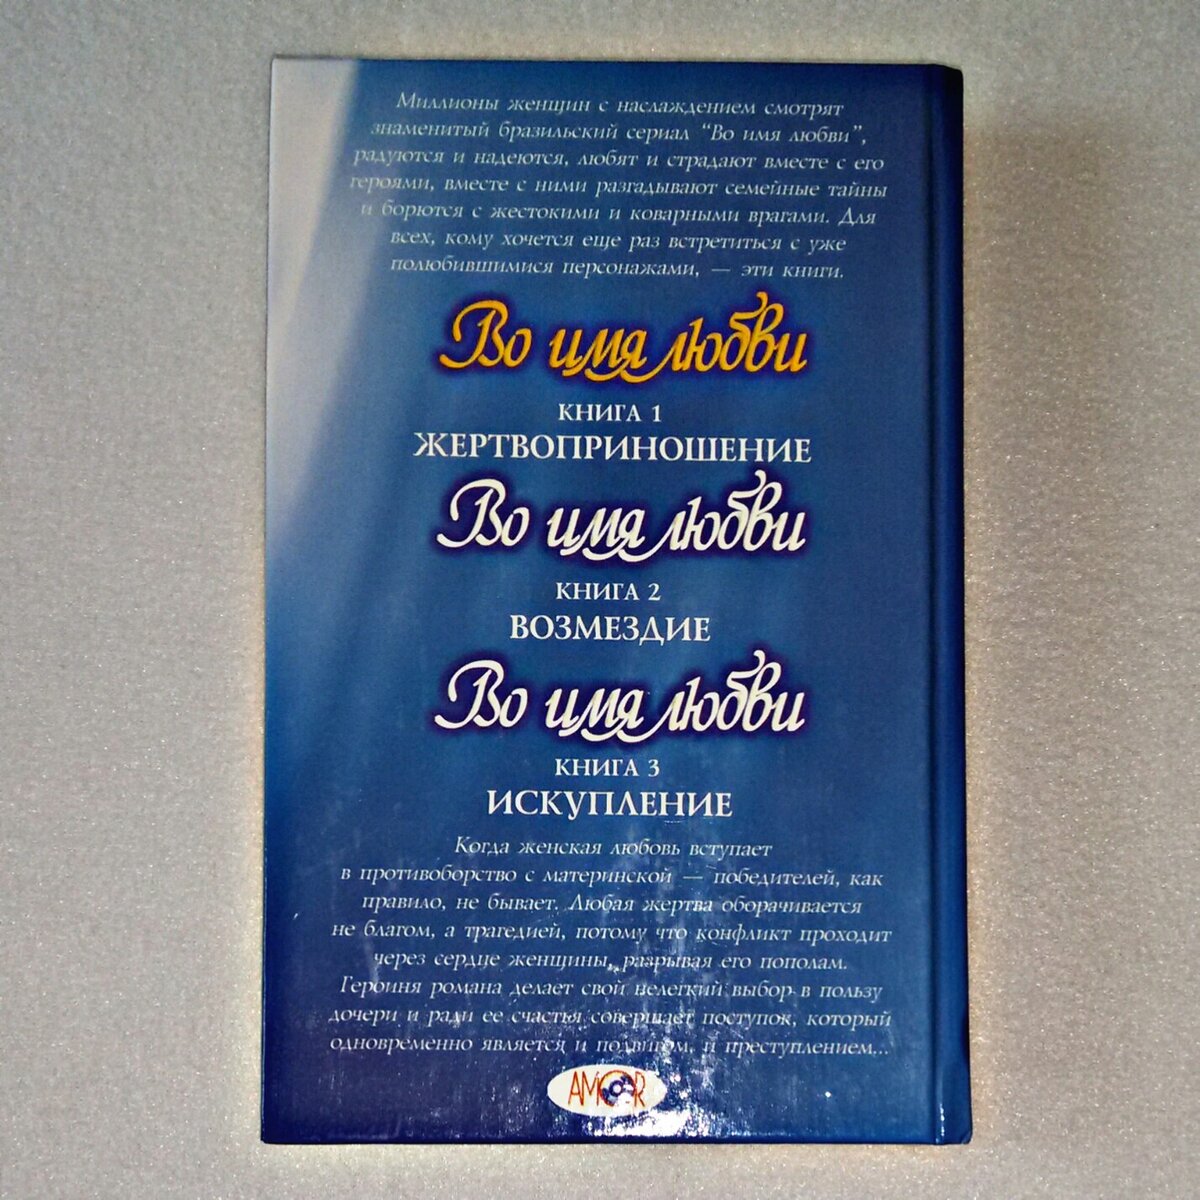 Миллионы женщин с наслаждением смотрят
знаменитый бразильский сериал “Во имя любви”,
радуются и надеются, любят и страдают вместе с его
героями, вместе с ними разгадывают семейные тайны
и борются с жестокими и коварными врагами. Для
всех, кому хочется еще раз встретиться с уже
полюбившимися персонажами, — эти книги.
Во имя любви
КНИГА 1
ЖЕРТВОПРИНОШЕНИЕ
Во имя любви
КНИГА 2
ВОЗМЕЗДИЕ
Во имя любви
КНИГА 3
ИСКУПЛЕНИЕ
Когда женская любовь вступает
в противоборство с материнской — победителей, как
правило, не бывает. Любая жертва оборачивается
не благом, а трагедией, потому что конфликт проходит
через сердце женщины, разрывая его пополам.
Героиня романа делает свой нелегкий выбор в пользу
дочери и ради ее счастья совершает поступок, который
одновременно является и подвигом, и преступлением...
AMOR